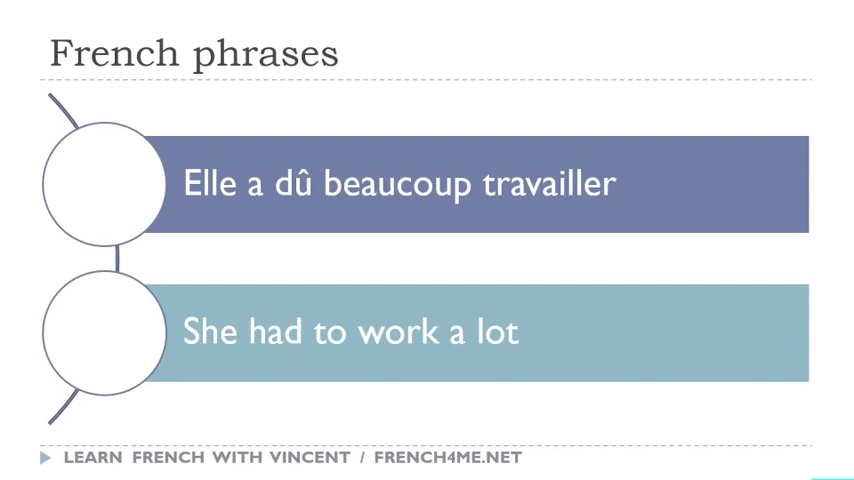 French phrases
Elle a dû beaucoup travailler
She had to work a lot
LEARN FRENCH WITH VINCENT / FRENCH4ME.NET